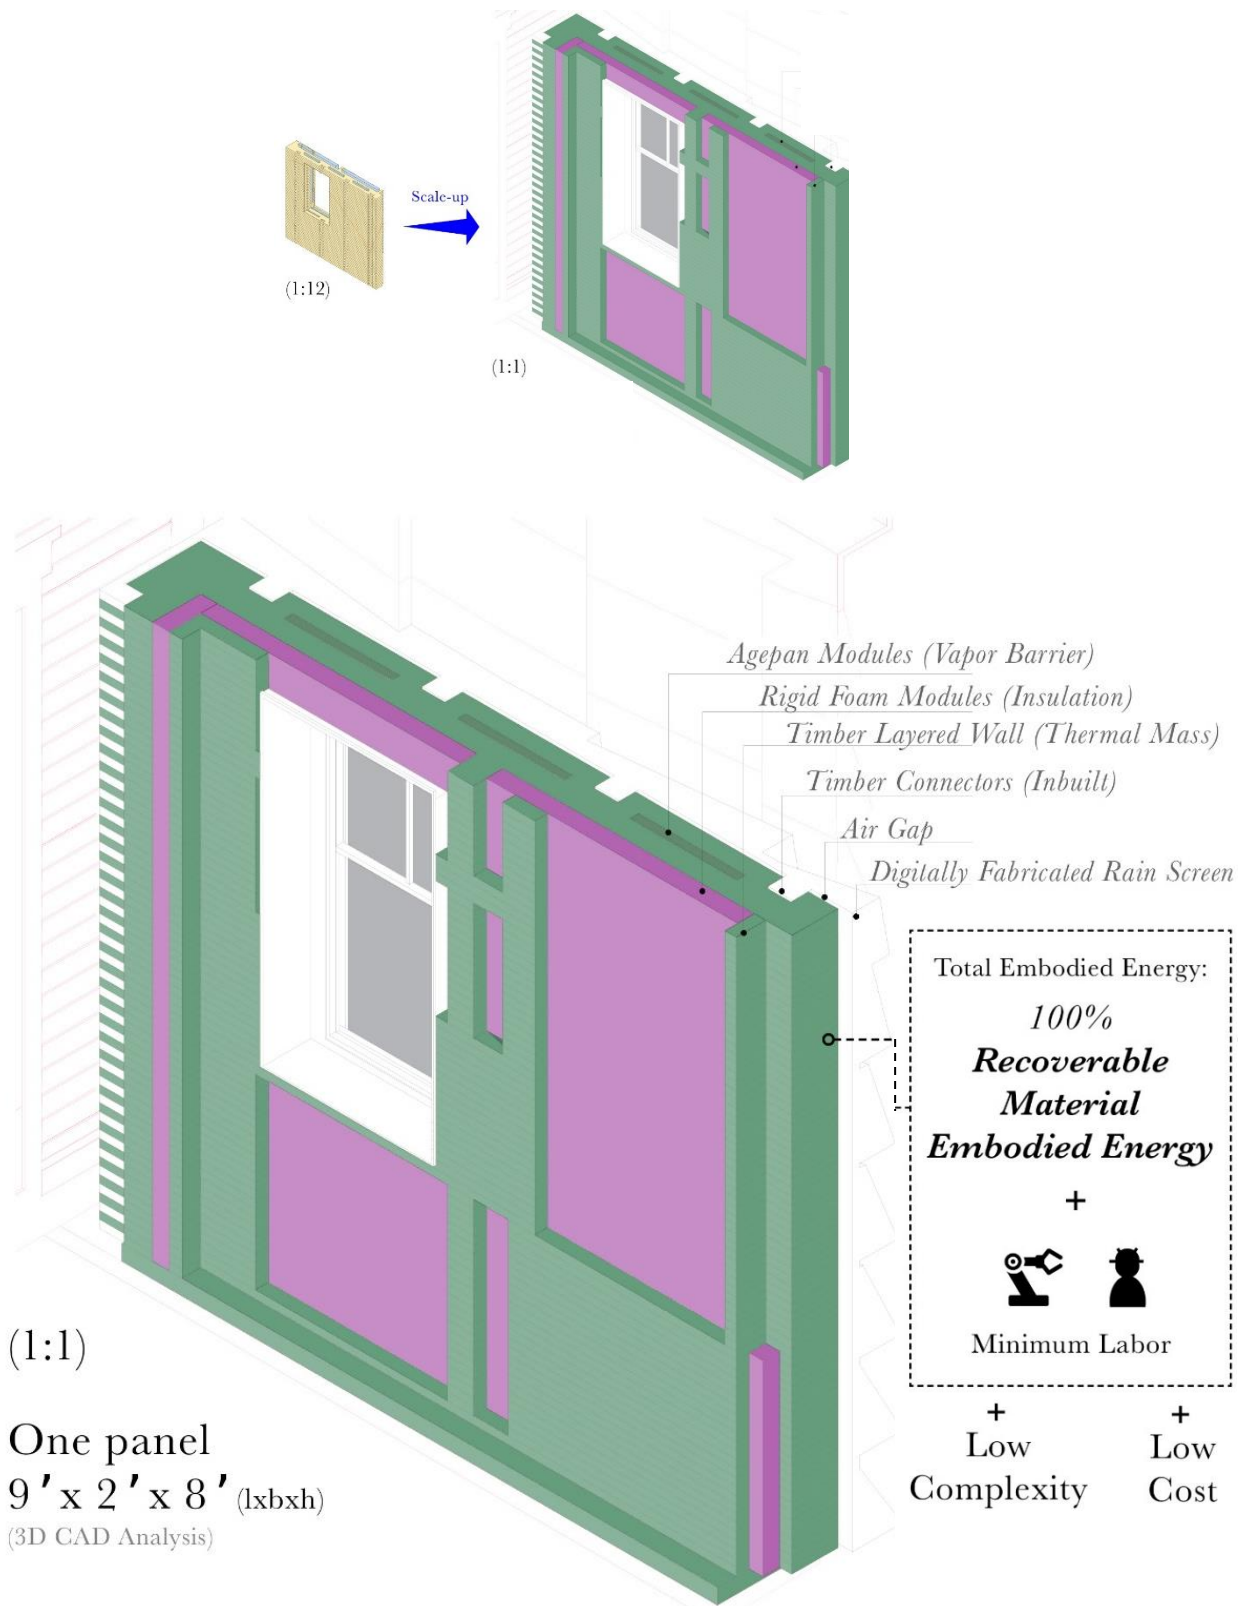 Scale-up
(1:12)
(1:1)
Agepan Modules (Vapor Barrier)
Rigid Foam Modules (Insulation)
Timber Layered Wall (Thermal Mass)
Timber Connectors (Inbuilt)
Air Gap
Digitally Fabricated Rain Screen
Total Embodied Energy:
100%
Recoverable
Material
Embodied Energy
+
Minimum Labor
+ +
Low Low
Complexity Cost
(1:1)
One panel
9 ' x 2 ' x 8 ' (lxbxh)
(3D CAD Analysis)